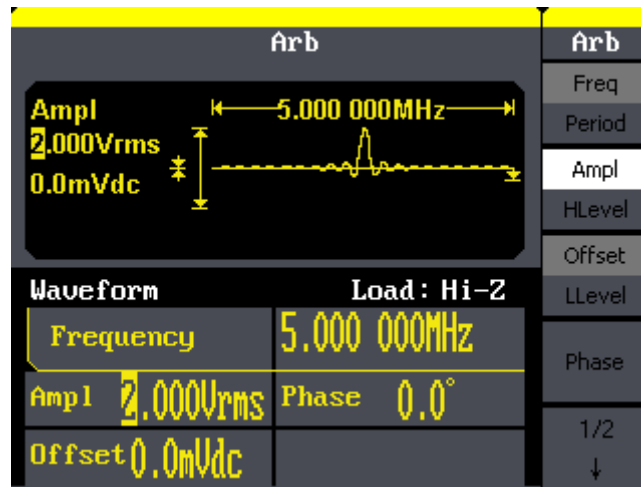 Arb
Arb
Ampl
5.000 000MHz
2.000Vrms
0.0mVdc
Freq
Period
Ampl
HLevel
Offset
LLevel
Phase
1/2
↓
Waveform
Load: Hi-Z
Frequency
5.000 000MHz
Ampl 2.000Vrms
Phase 0.0°
Offset 0.0mVdc